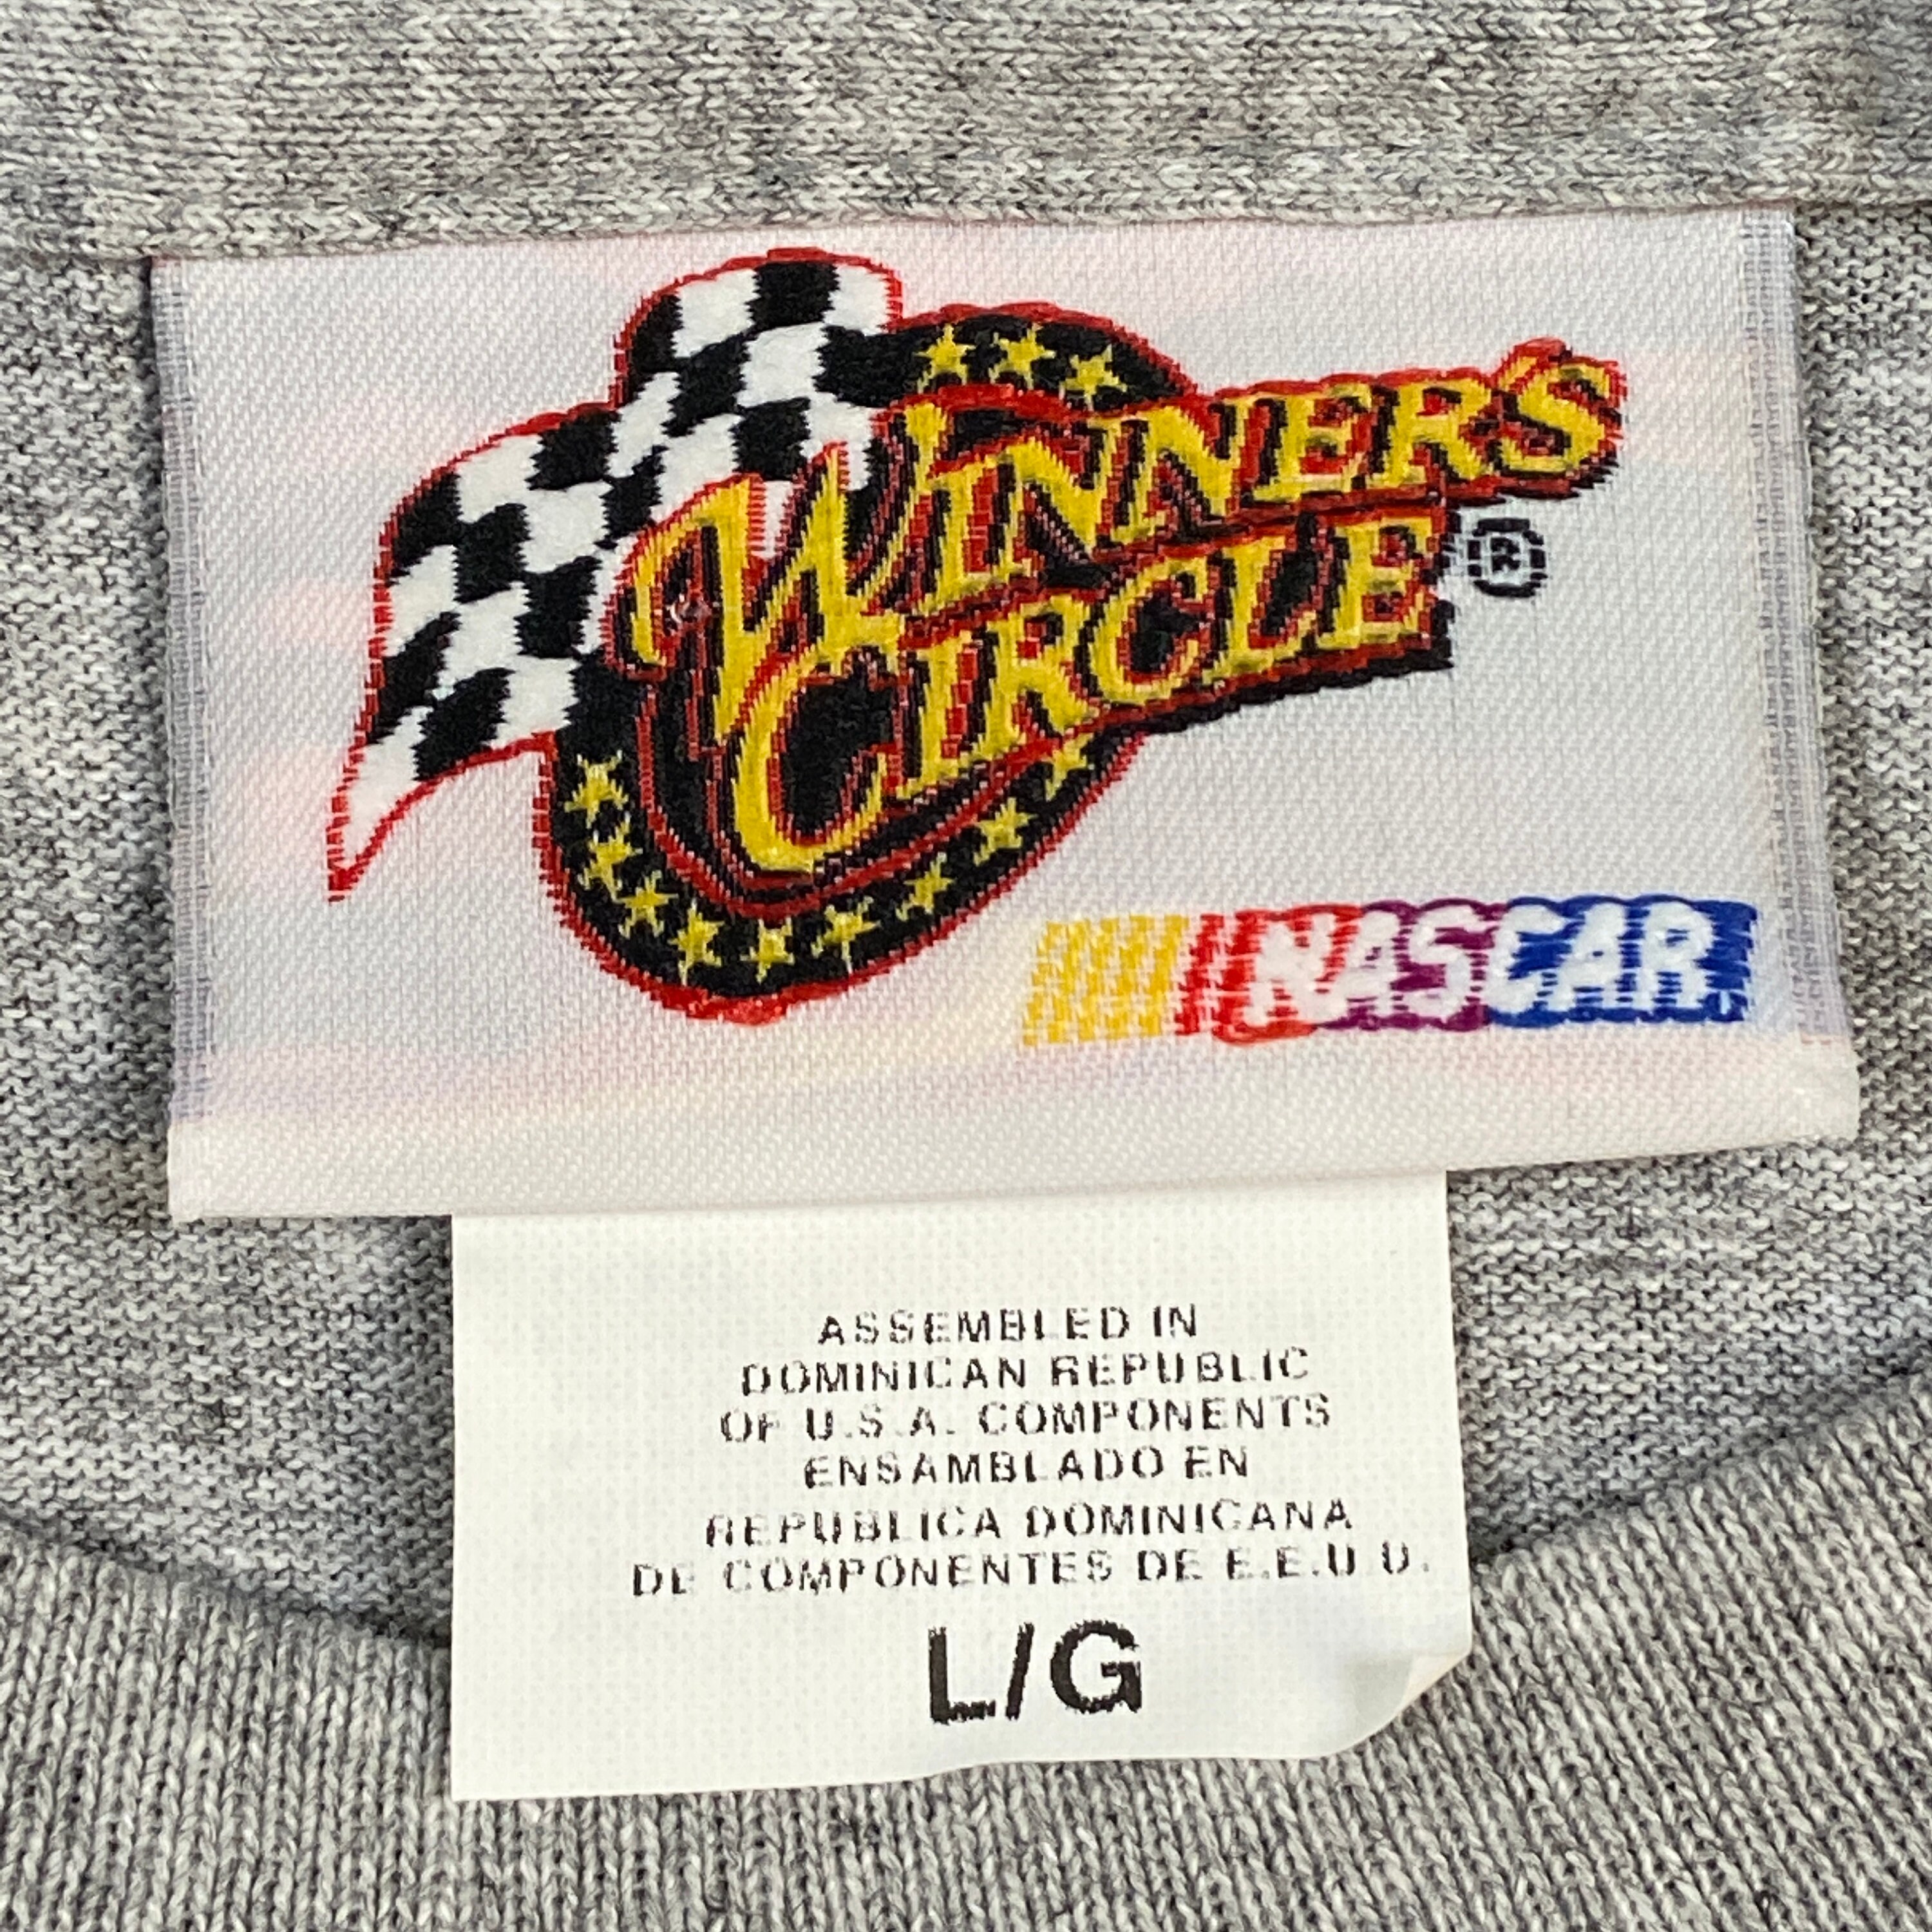 WINNER'S
CIRCLE®
NASCAR
ASSEMBLED IN
DOMINICAN REPUBLIC
OF U.S.A. COMPONENTS
ENSAMBLADO EN
REPUBLICA DOMINICANA
DE COMPONENTES DE E.E.U.U.
L/G